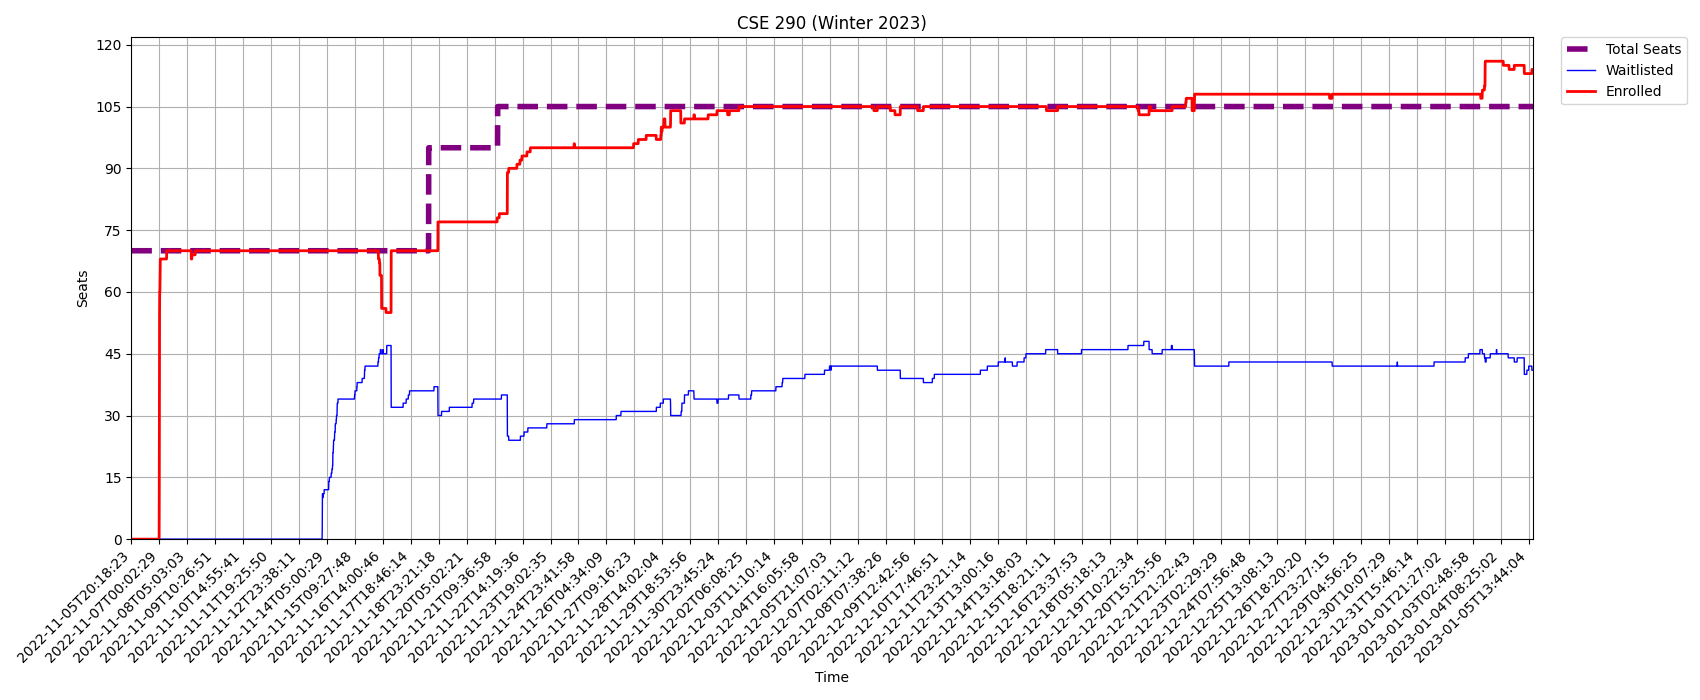 CSE 290 (Winter 2023)
Total Seats
Waitlisted
Enrolled
Seats
120
105
90
75
60
45
30
15
0
2022-11-05T20:18:23
2022-11-07T00:02:29
2022-11-08T05:03:03
2022-11-09T10:26:51
2022-11-10T14:55:41
2022-11-11T19:25:50
2022-11-12T23:38:11
2022-11-14T05:00:29
2022-11-15T09:27:48
2022-11-16T14:00:46
2022-11-17T18:46:14
2022-11-18T23:21:18
2022-11-20T05:02:21
2022-11-21T09:36:58
2022-11-22T14:19:36
2022-11-23T19:02:35
2022-11-24T23:41:58
2022-11-26T04:34:09
2022-11-27T09:16:23
2022-11-28T14:02:04
2022-11-29T18:53:56
2022-11-30T23:45:24
2022-12-02T06:08:25
2022-12-03T11:10:14
2022-12-04T16:05:58
2022-12-05T21:07:03
2022-12-07T02:11:12
2022-12-08T07:38:26
2022-12-09T12:42:56
2022-12-10T17:46:51
2022-12-11T23:21:14
2022-12-13T13:00:16
2022-12-14T13:18:03
2022-12-15T18:21:11
2022-12-16T23:37:53
2022-12-18T05:18:13
2022-12-19T10:22:34
2022-12-20T15:25:56
2022-12-21T21:22:43
2022-12-23T02:29:29
2022-12-24T07:56:48
2022-12-25T13:08:13
2022-12-26T18:20:20
2022-12-27T23:27:15
2022-12-29T04:56:25
2022-12-30T10:07:29
2022-12-31T15:46:14
2023-01-01T21:27:02
2023-01-03T02:48:58
2023-01-04T08:25:02
2023-01-05T13:44:04
Time